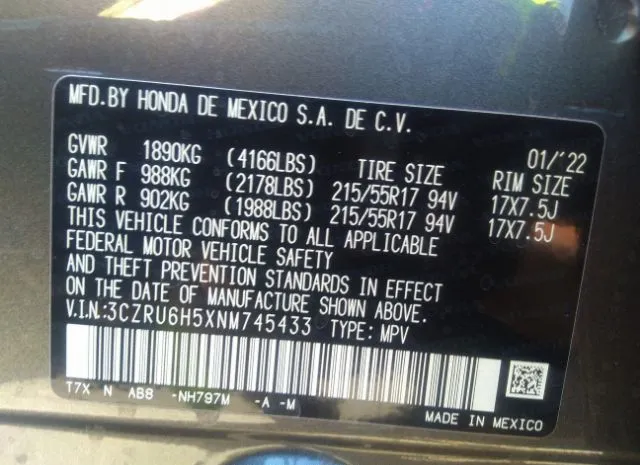 MFD.BY HONDA DE MEXICO S.A. DE C.V.
01/'22
GVWR 1890KG (4166LBS) TIRE SIZE RIM SIZE
GAWR F 988KG (2178LBS) 215/55R17 94V 17X7.5J
GAWR R 902KG (1988LBS) 215/55R17 94V 17X7.5J
THIS VEHICLE CONFORMS TO ALL APPLICABLE
FEDERAL MOTOR VEHICLE SAFETY
AND THEFT PREVENTION STANDARDS IN EFFECT
ON THE DATE OF MANUFACTURE SHOWN ABOVE.
V.I.N:3CZRU6H5XNM745433 TYPE: MPV
T7X N AB8 -NH797M -A -M
MADE IN MEXICO